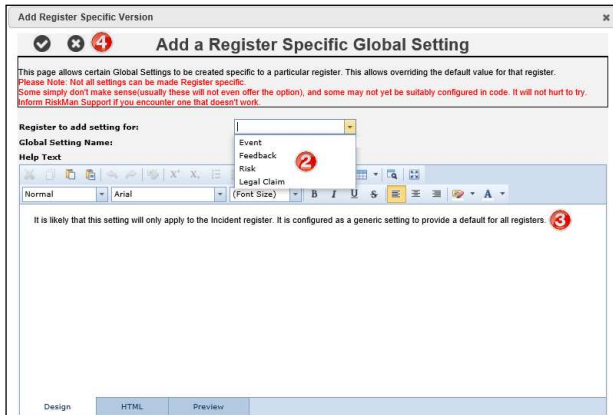 Add Register Specific Version x
4 Add a Register Specific Global Setting
This page allows certain Global Settings to be created specific to a particular register. This allows overriding the default value for that register.
Please Note: Not all settings can be made Register specific.
Some simply don't make sense(usually these will not even offer the option), and some may not yet be suitably configured in code. It will not hurt to try.
Inform RiskMan Support if you encounter one that doesn't work.
Register to add setting for:
Global Setting Name:
Event
Help Text
Feedback
2
Risk
Legal Claim
Normal Arial (Font Size) B I U S A
It is likely that this setting will only apply to the Incident register. It is configured as a generic setting to provide a default for all registers. 3
Design HTML Preview